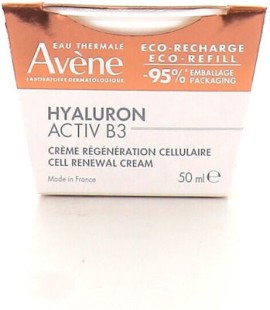 EAU THERMALE
Avène
LABORATOIRE DERMATOLOGIQUE
ECO-RECHARGE
ECO-REFILL
-95%* EMBALLAGE
PACKAGING
HYALURON
ACTIV B3
CRÈME RÉGÉNÉRATION CELLULAIRE
CELL RENEWAL CREAM
Made in France
50 ml ℮